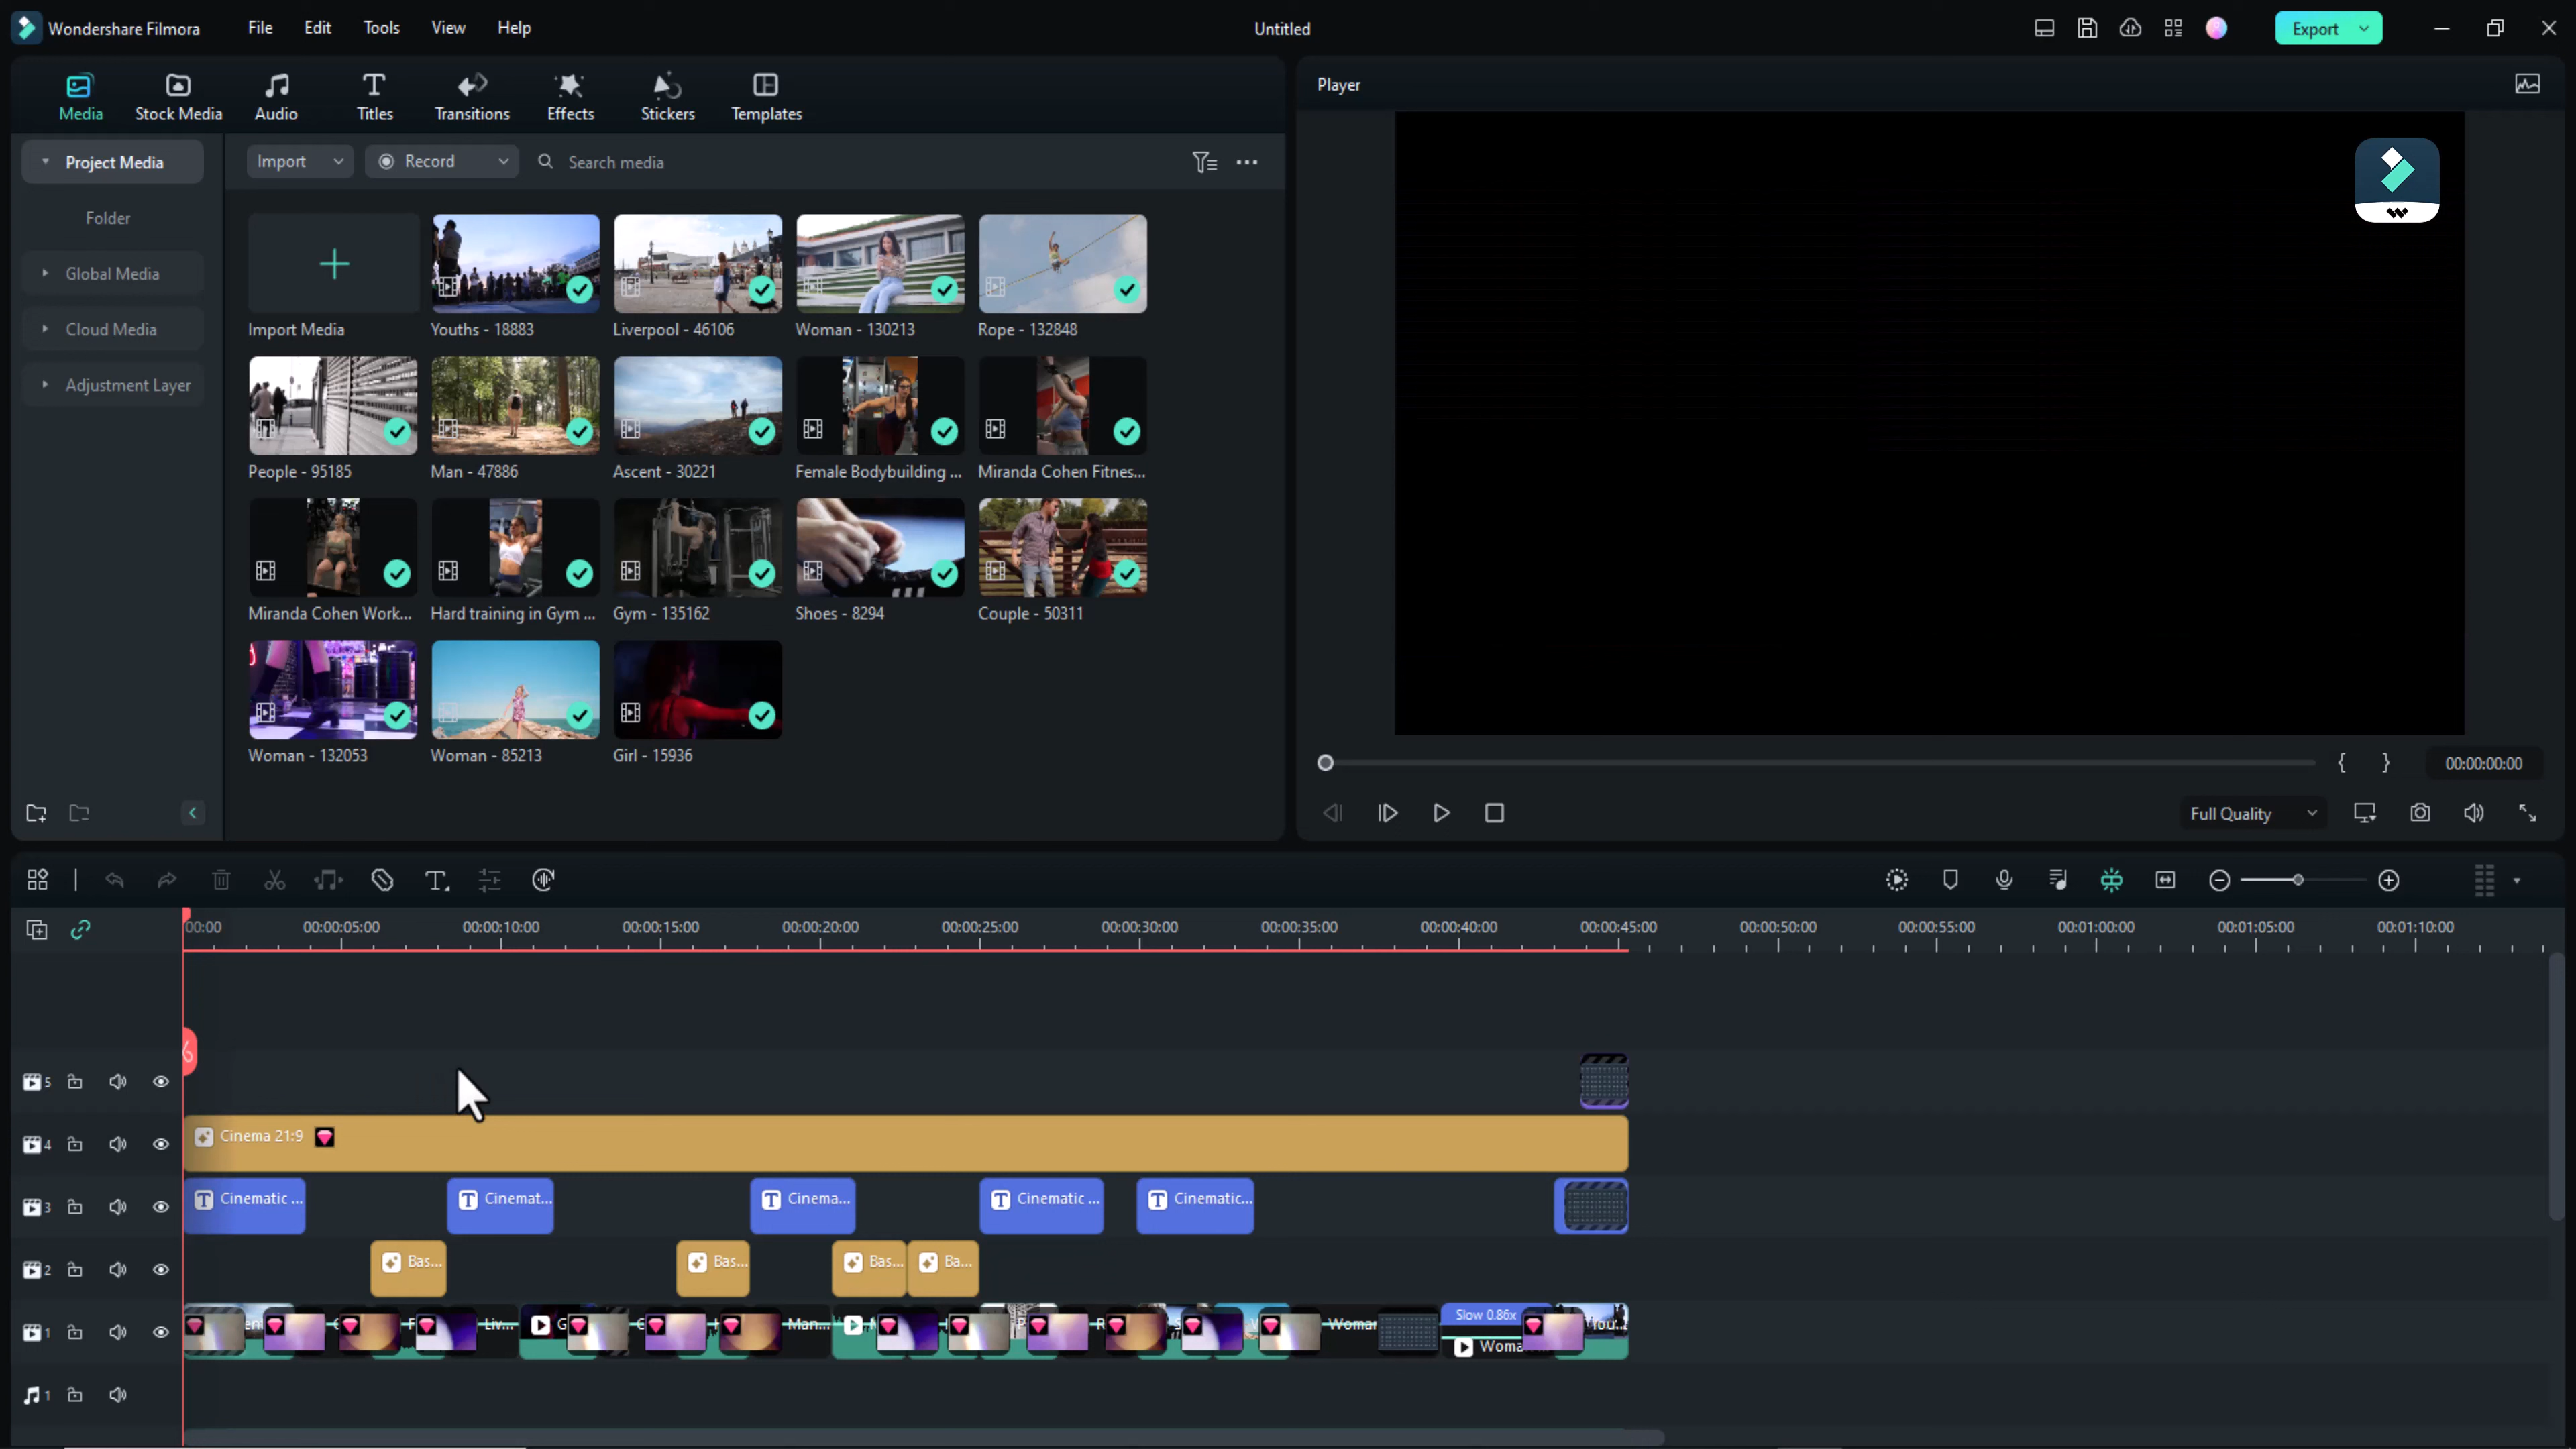 Wondershare Filmora
File Edit Tools View Help
Untitled
Export
Media Stock Media Audio Titles Transitions Effects Stickers Templates
Player
Project Media
Folder
Global Media
Cloud Media
Adjustment Layer
Import Record Search media
Import Media Youths - 18883 Liverpool - 46106 Woman - 130213 Rope - 132848
People - 95185 Man - 47886 Ascent - 30221 Female Bodybuilding ... Miranda Cohen Fitnes...
Miranda Cohen Work... Hard training in Gym ... Gym - 135162 Shoes - 8294 Couple - 50311
Woman - 132053 Woman - 85213 Girl - 15936
{ } 00:00:00:00
Full Quality
00:00 00:00:05:00 00:00:10:00 00:00:15:00 00:00:20:00 00:00:25:00 00:00:30:00 00:00:35:00 00:00:40:00 00:00:45:00 00:00:50:00 00:00:55:00 00:01:00:00 00:01:05:00 00:01:10:00
5
4 Cinema 21:9
3 Cinematic ... Cinemat... Cinema... Cinematic ... Cinematic...
2 Bas... Bas... Bas... Ba...
1 Liv... Man... Woman Slow 0.86x You...
Woma
1